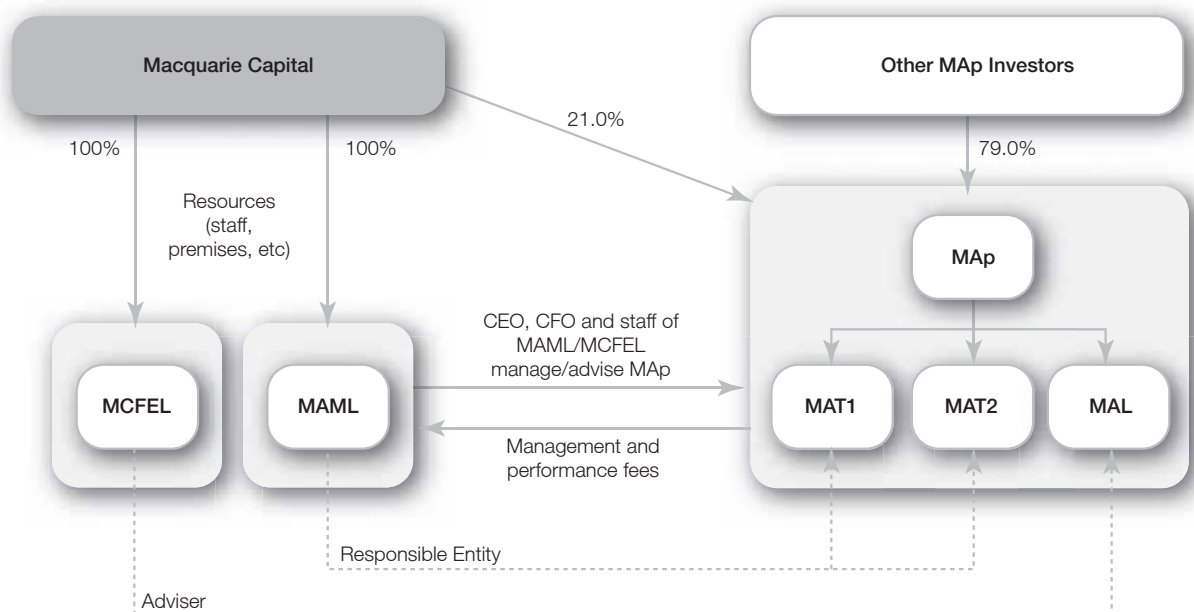 Macquarie Capital
Other MAp Investors
100%
100%
21.0%
79.0%
Resources
(staff,
premises, etc)
MAp
CEO, CFO and staff of
MAML/MCFEL
manage/advise MAp
MCFEL
MAML
MAT1
MAT2
MAL
Management and
performance fees
Responsible Entity
Adviser